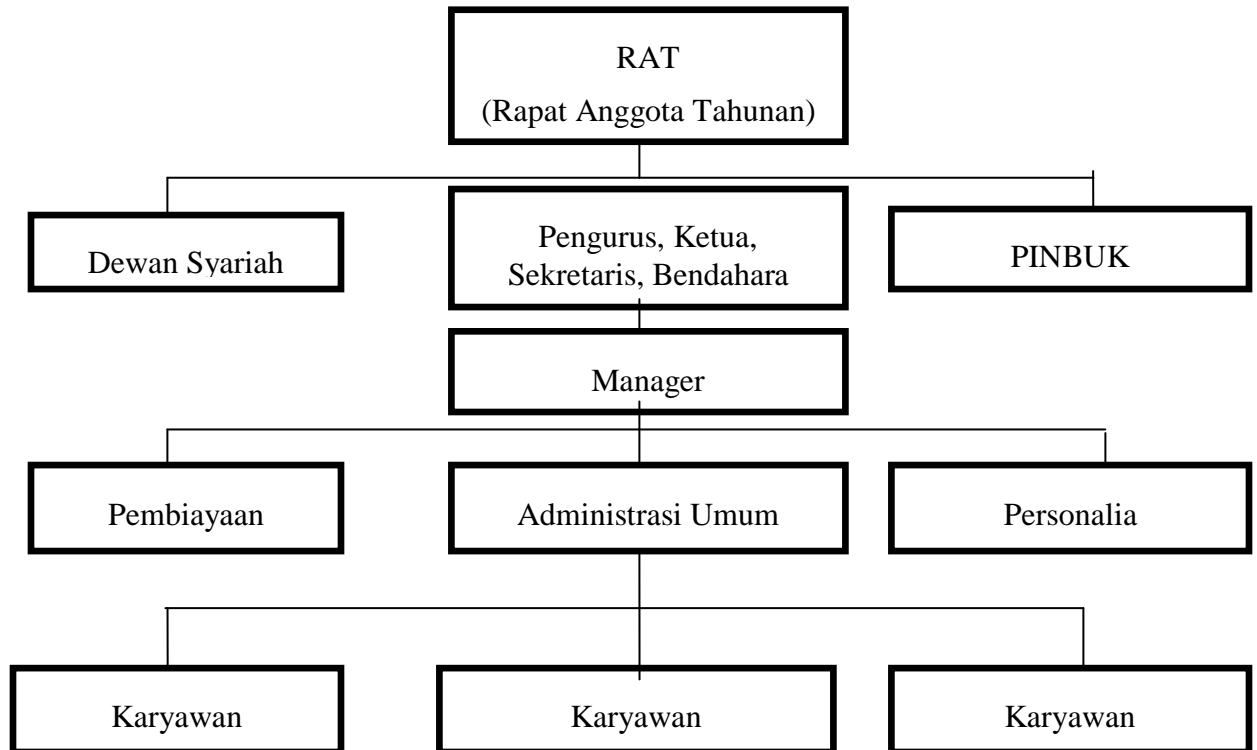 RAT
(Rapat Anggota Tahunan)
Dewan Syariah
Pengurus, Ketua,
Sekretaris, Bendahara
PINBUK
Manager
Pembiayaan
Administrasi Umum
Personalia
Karyawan
Karyawan
Karyawan